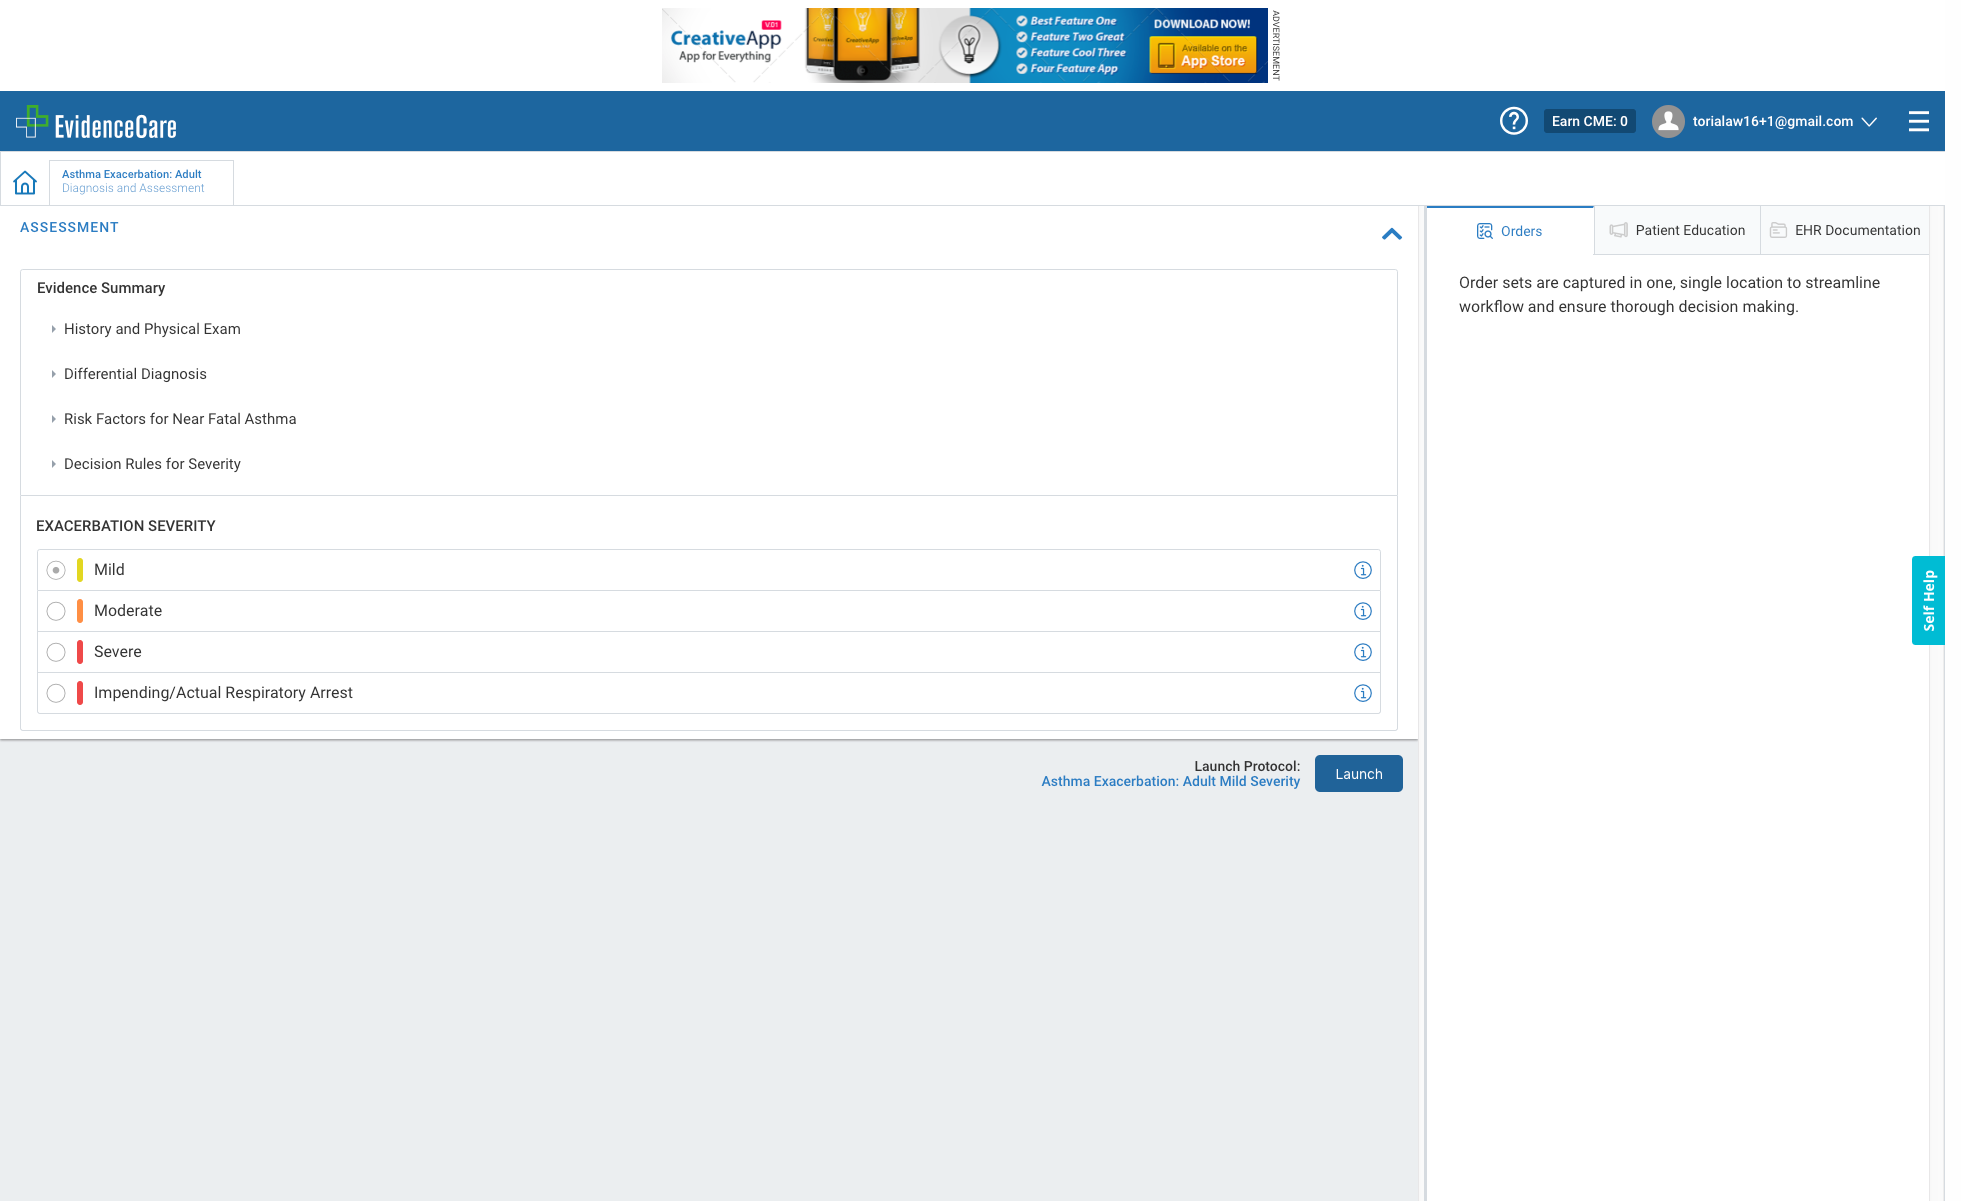 CreativeApp
V.01
App for Everything
CreativeApp
Best Feature One
Feature Two Great
Feature Cool Three
Four Feature App
DOWNLOAD NOW!
Available on the
App Store
ADVERTISEMENT
EvidenceCare
Earn CME: 0
torialaw16+1@gmail.com
Asthma Exacerbation: Adult
Diagnosis and Assessment
ASSESSMENT
Evidence Summary
History and Physical Exam
Differential Diagnosis
Risk Factors for Near Fatal Asthma
Decision Rules for Severity
EXACERBATION SEVERITY
Mild
Moderate
Severe
Impending/Actual Respiratory Arrest
Launch Protocol:
Asthma Exacerbation: Adult Mild Severity
Launch
Orders
Patient Education
EHR Documentation
Order sets are captured in one, single location to streamline
workflow and ensure thorough decision making.
Self Help